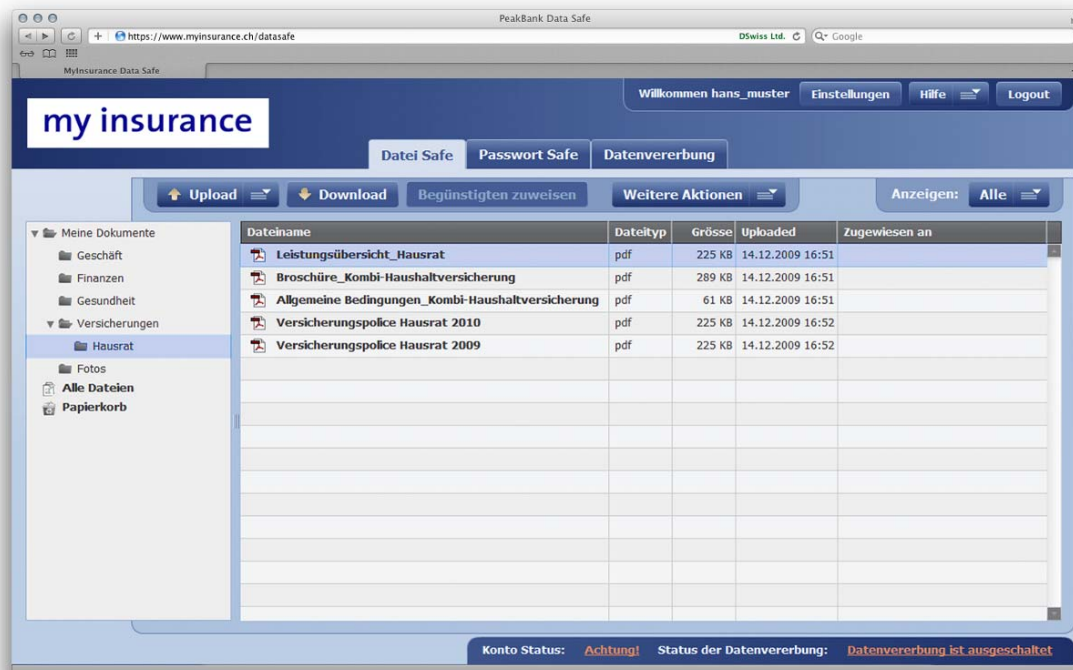 PeakBank Data Safe
https://www.myinsurance.ch/datasafe
DSwiss Ltd.
Google
MyInsurance Data Safe
Willkommen hans_muster
Einstellungen
Hilfe
Logout
my insurance
Datei Safe
Passwort Safe
Datenvererbung
Upload
Download
Begünstigten zuweisen
Weitere Aktionen
Anzeigen: Alle
Meine Dokumente
Geschäft
Finanzen
Gesundheit
Versicherungen
Hausrat
Fotos
Alle Dateien
Papierkorb
Dateiname Dateityp Grösse Uploaded Zugewiesen an
Leistungsübersicht_Hausrat pdf 225 KB 14.12.2009 16:51
Broschüre_Kombi-Haushaltversicherung pdf 289 KB 14.12.2009 16:51
Allgemeine Bedingungen_Kombi-Haushaltversicherung pdf 61 KB 14.12.2009 16:51
Versicherungspolice Hausrat 2010 pdf 225 KB 14.12.2009 16:52
Versicherungspolice Hausrat 2009 pdf 225 KB 14.12.2009 16:52
Konto Status: Achtung! Status der Datenvererbung: Datenvererbung ist ausgeschaltet